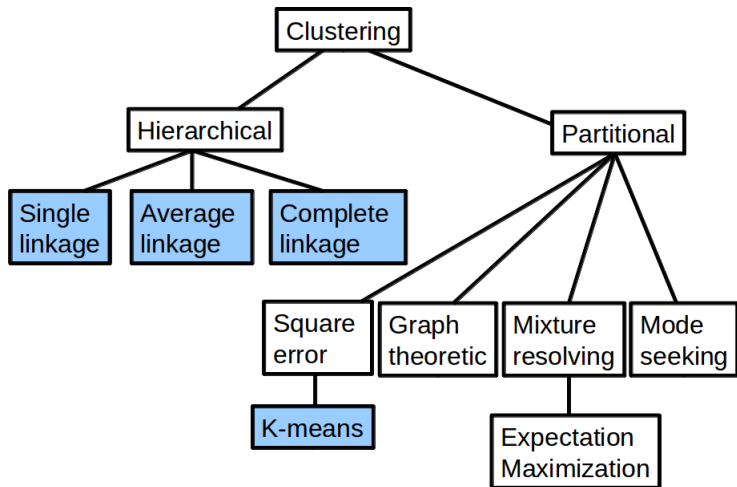 Clustering
Hierarchical
Partitional
Single
linkage
Average
linkage
Complete
linkage
Square
error
Graph
theoretic
Mixture
resolving
Mode
seeking
K-means
Expectation
Maximization